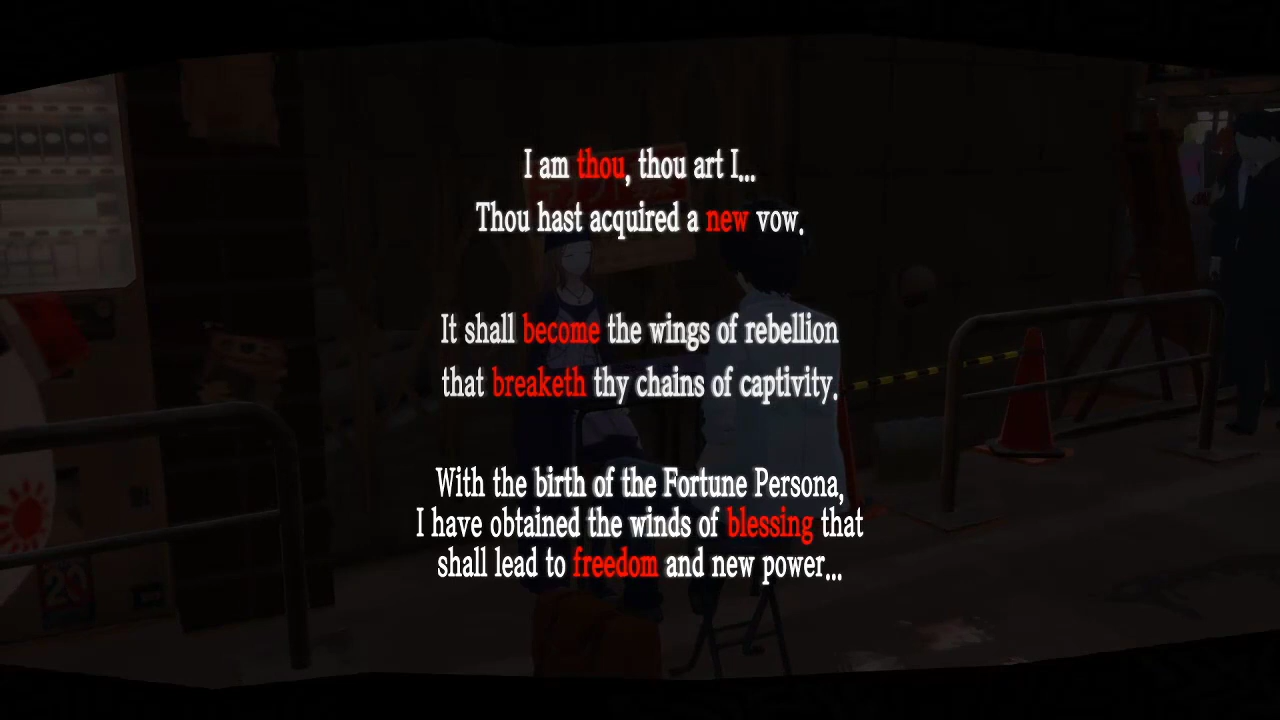 I am thou, thou art I...
Thou hast acquired a new vow.
It shall become the wings of rebellion
that breaketh thy chains of captivity.
With the birth of the Fortune Persona,
I have obtained the winds of blessing that
shall lead to freedom and new power...
20